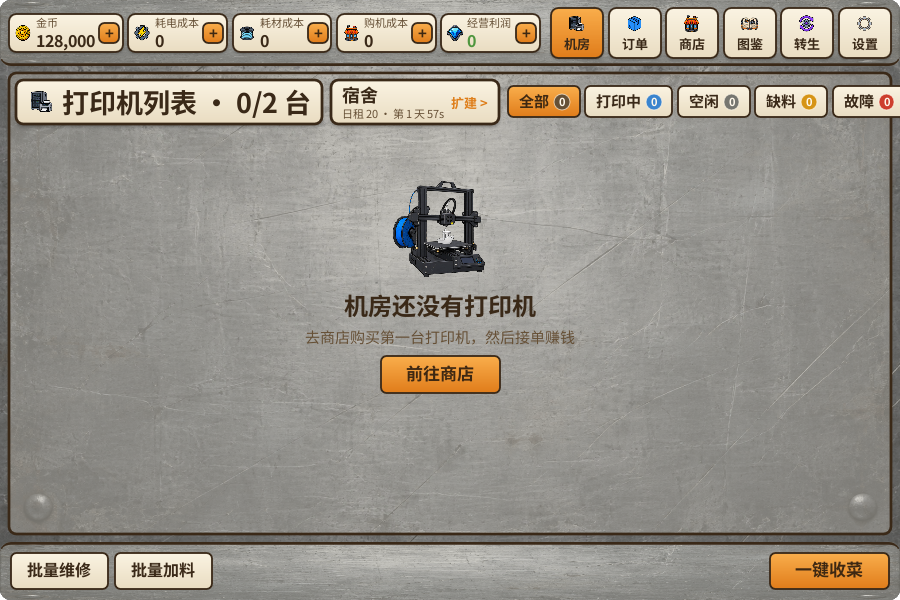 金币
128,000 +
耗电成本
0 +
耗材成本
0 +
购机成本
0 +
经营利润
0 +
机房
订单
商店
图鉴
转生
设置
打印机列表 · 0/2 台
宿舍
日租 20 · 第 1 天 57s
扩建 >
全部 0
打印中 0
空闲 0
缺料 0
故障 0
机房还没有打印机
去商店购买第一台打印机，然后接单赚钱
前往商店
批量维修
批量加料
一键收菜